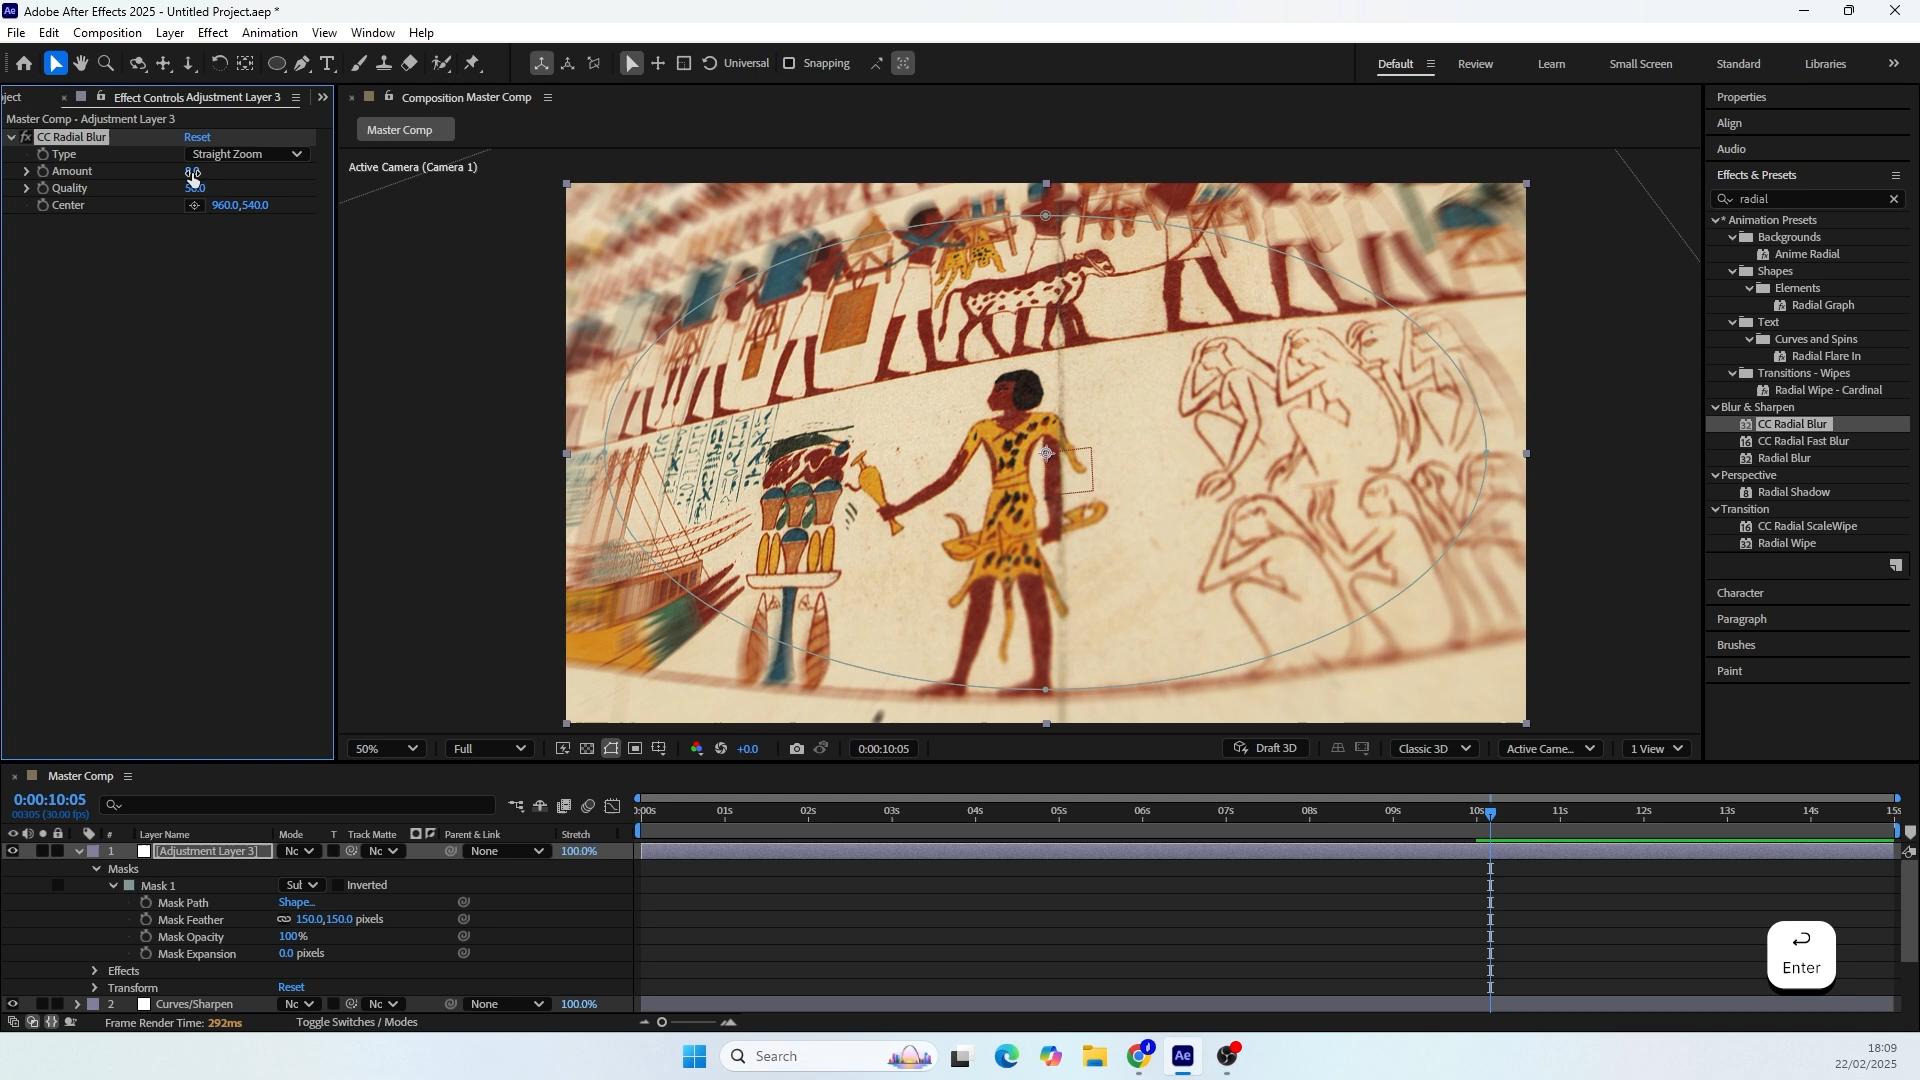 Adobe After Effects 2025 - Untitled Project.aep *
File Edit Composition Layer Effect Animation View Window Help
Universal Snapping Default Review Learn Small Screen Standard Libraries
ject Effect Controls Adjustment Layer 3
Master Comp • Adjustment Layer 3
fx CC Radial Blur Reset
Type Straight Zoom
Amount
Quality
Center 960.0,540.0
Composition Master Comp
Master Comp
Active Camera (Camera 1)
50% Full +0.0 0:00:10:05 Draft 3D Classic 3D Active Came... 1 View
Properties
Align
Audio
Effects & Presets
radial
* Animation Presets
Backgrounds
Anime Radial
Shapes
Elements
Radial Graph
Text
Curves and Spins
Radial Flare In
Transitions - Wipes
Radial Wipe - Cardinal
Blur & Sharpen
CC Radial Blur
CC Radial Fast Blur
Radial Blur
Perspective
Radial Shadow
Transition
CC Radial ScaleWipe
Radial Wipe
Character
Paragraph
Brushes
Paint
Master Comp
0:00:10:05
00305 (30.00 fps)
:00s 01s 02s 03s 04s 05s 06s 07s 08s 09s 10s 11s 12s 13s 14s 15s
# Layer Name Mode T Track Matte Parent & Link Stretch
1 [Adjustment Layer 3] Nc Nc None 100.0%
Masks
Mask 1 Sul Inverted
Mask Path Shape...
Mask Feather 150.0,150.0 pixels
Mask Opacity 100%
Mask Expansion 0.0 pixels
Effects
Transform Reset
2 Curves/Sharpen Nc Nc None 100.0%
Frame Render Time: 292ms Toggle Switches / Modes
Enter
Search
18:09
22/02/2025